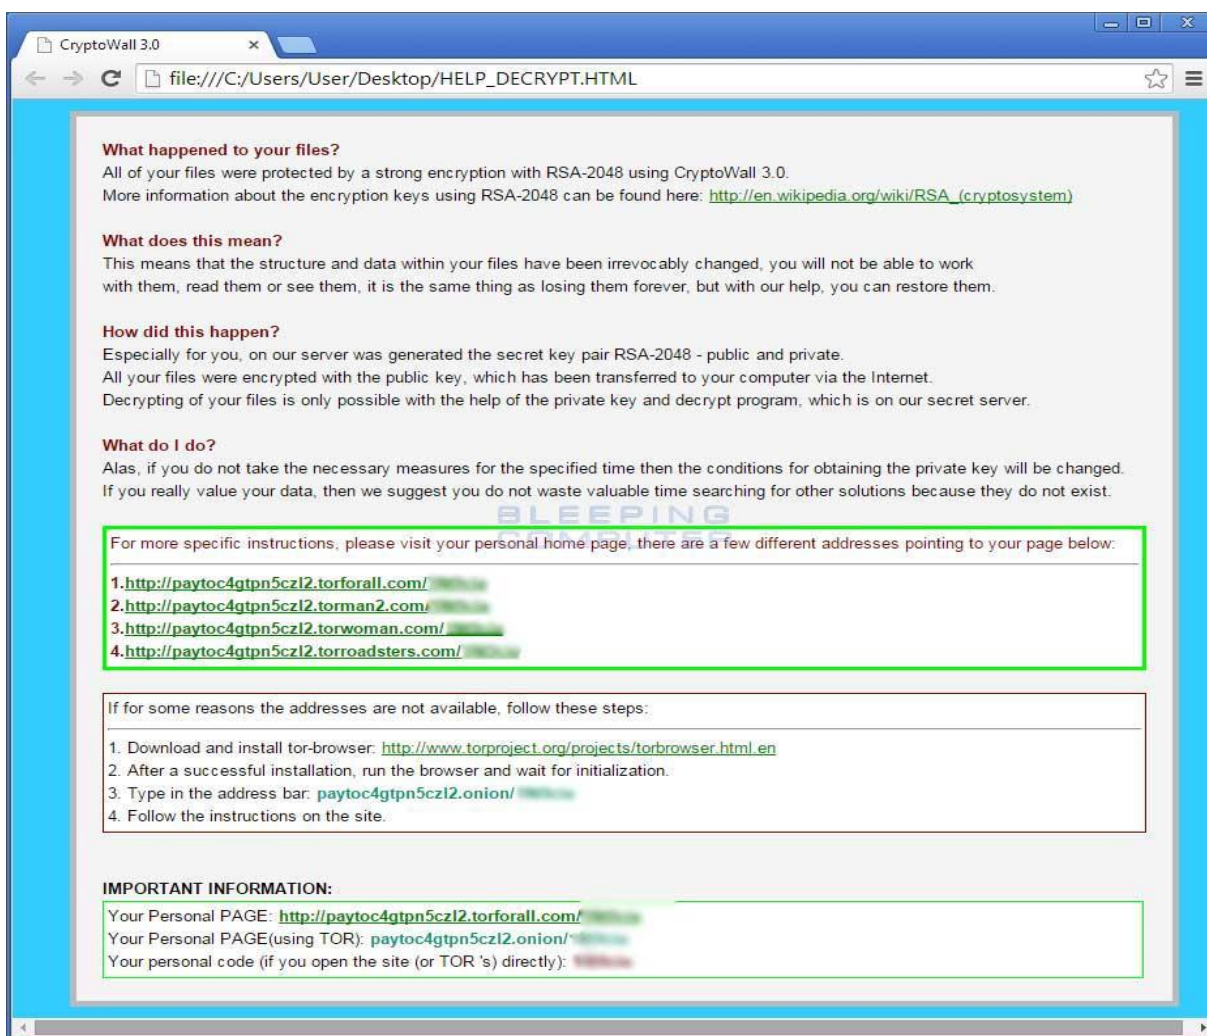 CryptoWall 3.0
file:///C:/Users/User/Desktop/HELP_DECRYPT.HTML
What happened to your files?
All of your files were protected by a strong encryption with RSA-2048 using CryptoWall 3.0.
More information about the encryption keys using RSA-2048 can be found here: http://en.wikipedia.org/wiki/RSA_(cryptosystem)
What does this mean?
This means that the structure and data within your files have been irrevocably changed, you will not be able to work
with them, read them or see them, it is the same thing as losing them forever, but with our help, you can restore them.
How did this happen?
Especially for you, on our server was generated the secret key pair RSA-2048 - public and private.
All your files were encrypted with the public key, which has been transferred to your computer via the Internet.
Decrypting of your files is only possible with the help of the private key and decrypt program, which is on our secret server.
What do I do?
Alas, if you do not take the necessary measures for the specified time then the conditions for obtaining the private key will be changed.
If you really value your data, then we suggest you do not waste valuable time searching for other solutions because they do not exist.
BLEEPING
COMPUTER
For more specific instructions, please visit your personal home page, there are a few different addresses pointing to your page below:
1.http://paytoc4gtpn5czl2.torforall.com/
2.http://paytoc4gtpn5czl2.torman2.com/
3.http://paytoc4gtpn5czl2.torwoman.com/
4.http://paytoc4gtpn5czl2.torroadsters.com/
If for some reasons the addresses are not available, follow these steps:
1. Download and install tor-browser: http://www.torproject.org/projects/torbrowser.html.en
2. After a successful installation, run the browser and wait for initialization.
3. Type in the address bar: paytoc4gtpn5czl2.onion/
4. Follow the instructions on the site.
IMPORTANT INFORMATION:
Your Personal PAGE: http://paytoc4gtpn5czl2.torforall.com/
Your Personal PAGE(using TOR): paytoc4gtpn5czl2.onion/
Your personal code (if you open the site (or TOR 's) directly):